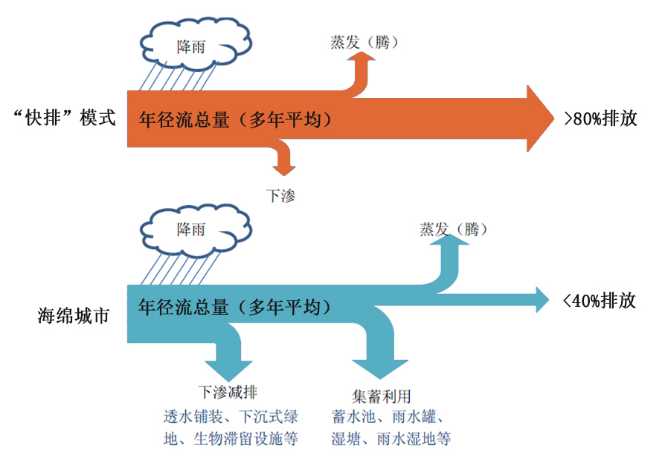 降雨
蒸发（腾）
“快排”模式
年径流总量（多年平均）
>80%排放
下渗
降雨
蒸发（腾）
海绵城市
年径流总量（多年平均）
<40%排放
下渗减排
透水铺装、下沉式绿
地、生物滞留设施等
集蓄利用
蓄水池、雨水罐、
湿塘、雨水湿地等